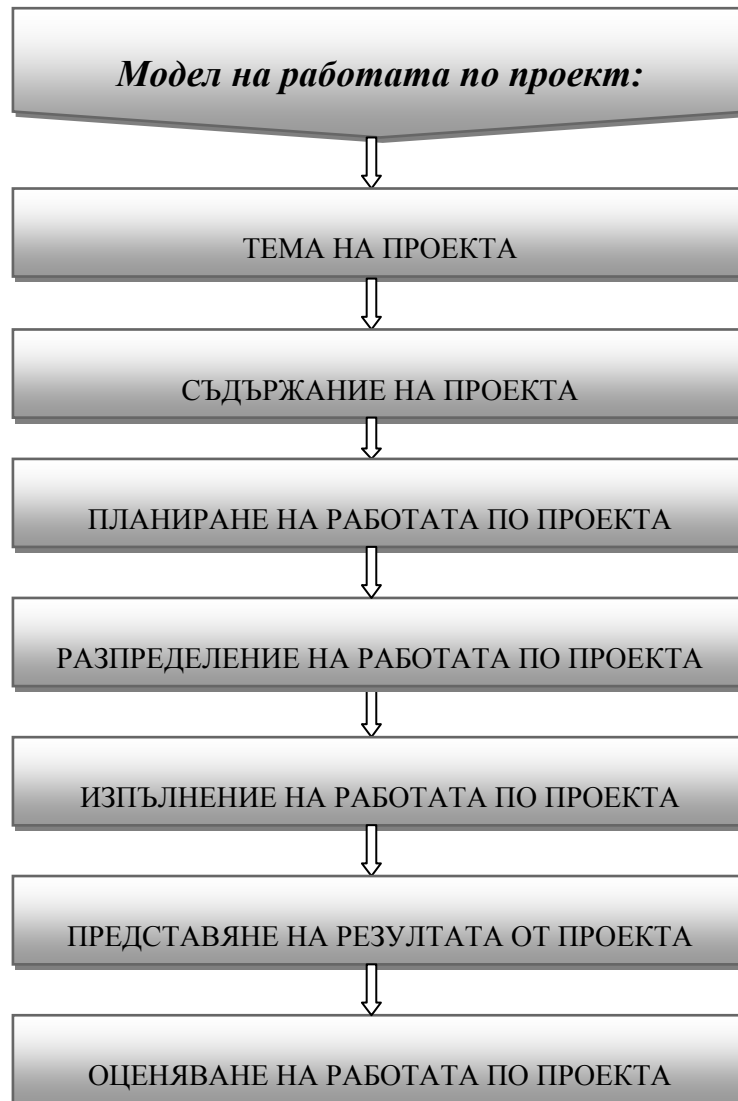 Модел на работата по проект:
ТЕМА НА ПРОЕКТА
СЪДЪРЖАНИЕ НА ПРОЕКТА
ПЛАНИРАНЕ НА РАБОТАТА ПО ПРОЕКТА
РАЗПРЕДЕЛЕНИЕ НА РАБОТАТА ПО ПРОЕКТА
ИЗПЪЛНЕНИЕ НА РАБОТАТА ПО ПРОЕКТА
ПРЕДСТАВЯНЕ НА РЕЗУЛТАТА ОТ ПРОЕКТА
ОЦЕНЯВАНЕ НА РАБОТАТА ПО ПРОЕКТА